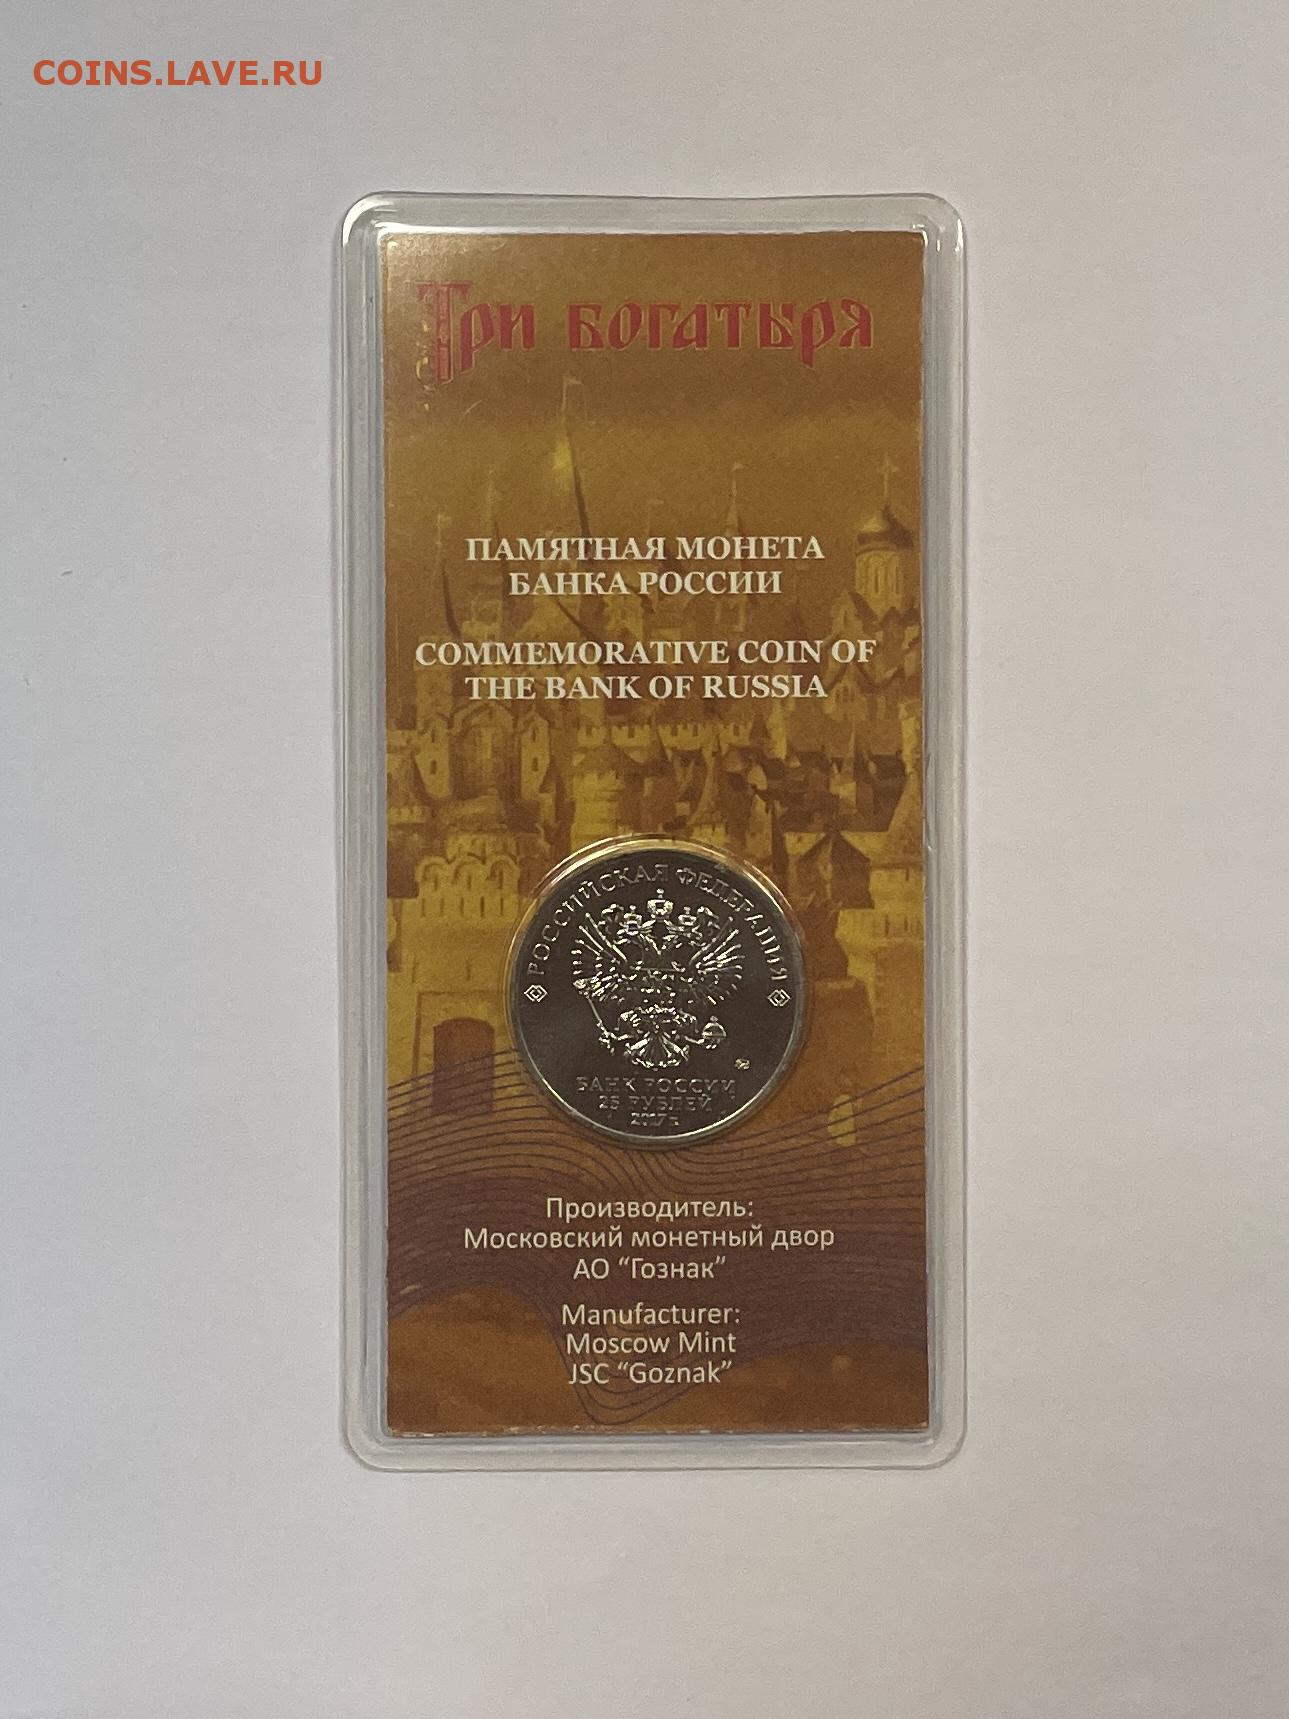 COINS.LAVE.RU
Три богатыря
ПАМЯТНАЯ МОНЕТА
БАНКА РОССИИ
COMMEMORATIVE COIN OF
THE BANK OF RUSSIA
РОССИЙСКАЯ ФЕДЕРАЦИЯ
БАНК РОССИИ
25 РУБЛЕЙ
2017 г.
Производитель:
Московский монетный двор
АО “Гознак”
Manufacturer:
Moscow Mint
JSC “Goznak”